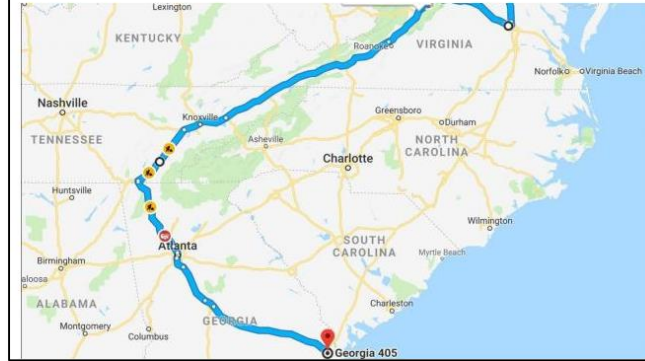 Lexington
KENTUCKY
Roanoke
VIRGINIA
Norfolk
Virginia Beach
Nashville
Knoxville
Greensboro
Durham
TENNESSEE
Asheville
NORTH
CAROLINA
Charlotte
Huntsville
Wilmington
Atlanta
SOUTH
CAROLINA
Myrtle Beach
Birmingham
aloosa
Charleston
ALABAMA
GEORGIA
Montgomery
Columbus
Georgia 405